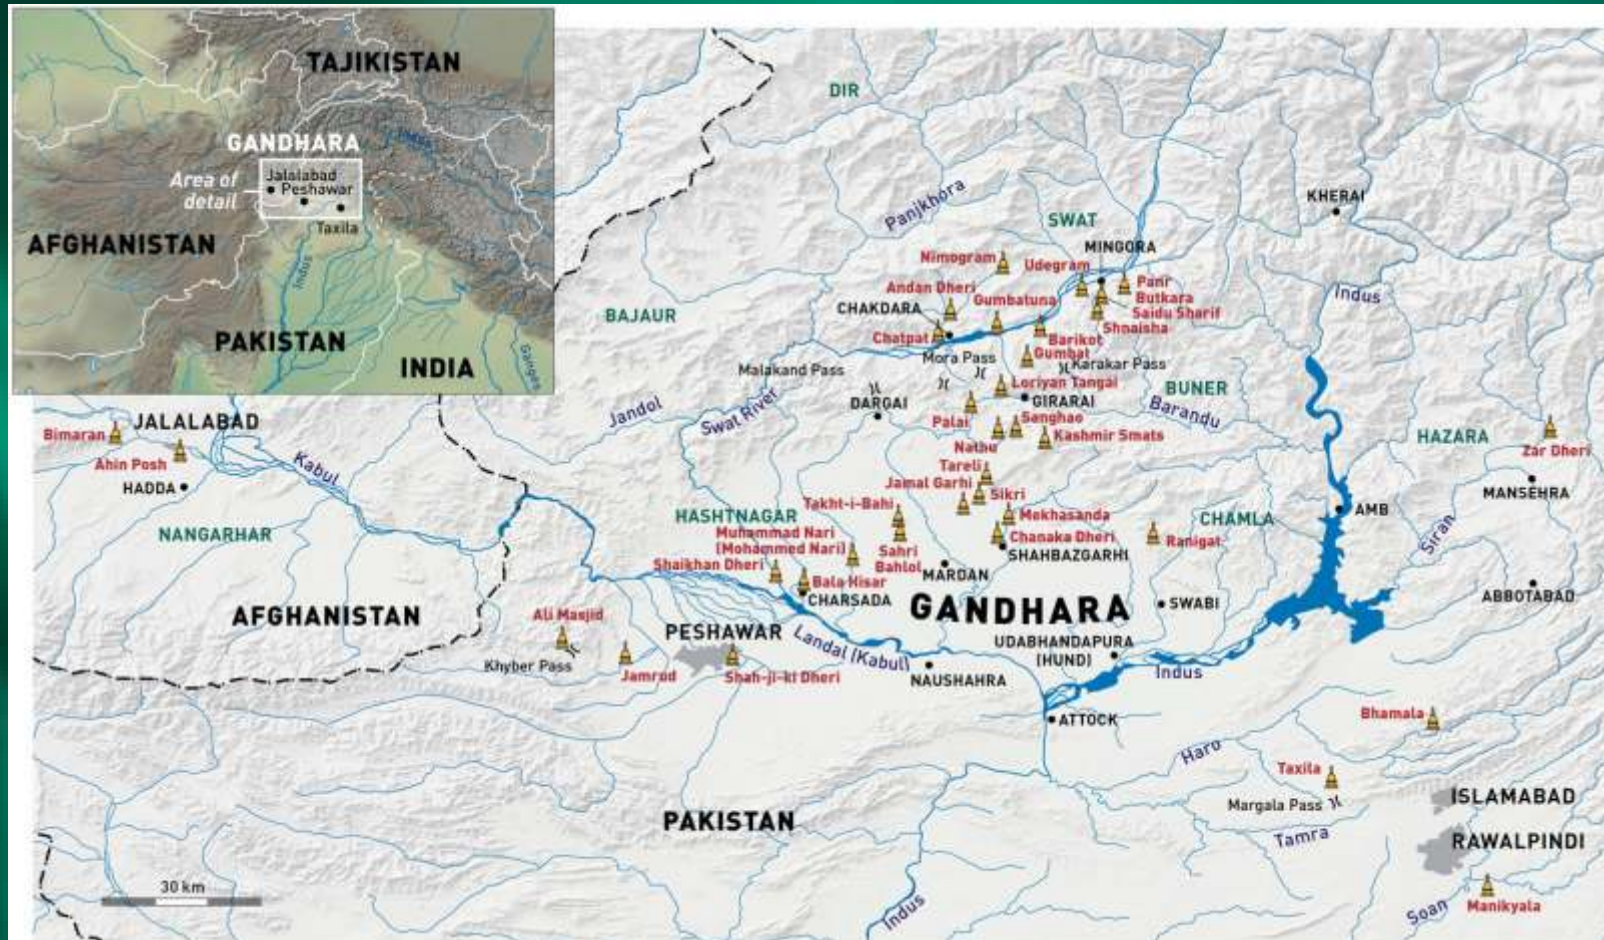 TAJIKISTAN
GANDHARA
Area of
detail
Jalalabad
Peshawar
Taxila
AFGHANISTAN
Indus
PAKISTAN
INDIA
Ganges
DIR
Panjkhora
SWAT
KHERAI
MINGORA
Nimogram
Udegram
Panr
Butkara
Saidu Sharif
Shnaisha
Indus
Andan Dheri
Gumbatuna
CHAKDARA
BAJAUR
Chatpat
Barikot
Mora Pass
Gumbat
Karakar Pass
Malakand Pass
Loriyan Tangai
BUNER
DARGAI
GIRARAI
Barandu
Jandol
Swat River
Palai
Sanghao
Nathu
Kashmir Smats
HAZARA
Zar Dheri
JALALABAD
Bimaran
Ahin Posh
Kabul
HADDA
Tareli
Jamal Garhi
Sikri
MANSEHRA
Takht-i-Bahi
Mekhasanda
AMB
HASHTNAGAR
CHAMLA
Siran
NANGARHAR
Muhammad Nari
(Mohammed Nari)
Sahri
Bahlol
Chanaka Dheri
SHAHBAZGARHI
Ranigat
Shaikhan Dheri
Bala Hisar
CHARSADA
MARDAN
ABBOTABAD
AFGHANISTAN
Ali Masjid
PESHAWAR
GANDHARA
SWABI
Landai (Kabul)
UDABHANDAPURA
(HUND)
Khyber Pass
Jamrud
Shah-ji-ki Dheri
NAUSHAHRA
Indus
ATTOCK
Bhamala
Haro
Taxila
Margala Pass
ISLAMABAD
PAKISTAN
Tamra
RAWALPINDI
30 km
Indus
Soan
Manikyala